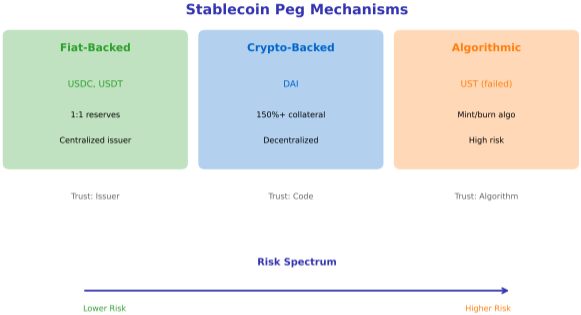 Stablecoin Peg Mechanisms
Fiat-Backed
USDC, USDT
1:1 reserves
Centralized issuer
Trust: Issuer
Crypto-Backed
DAI
150%+ collateral
Decentralized
Trust: Code
Algorithmic
UST (failed)
Mint/burn algo
High risk
Trust: Algorithm
Risk Spectrum
Lower Risk
Higher Risk